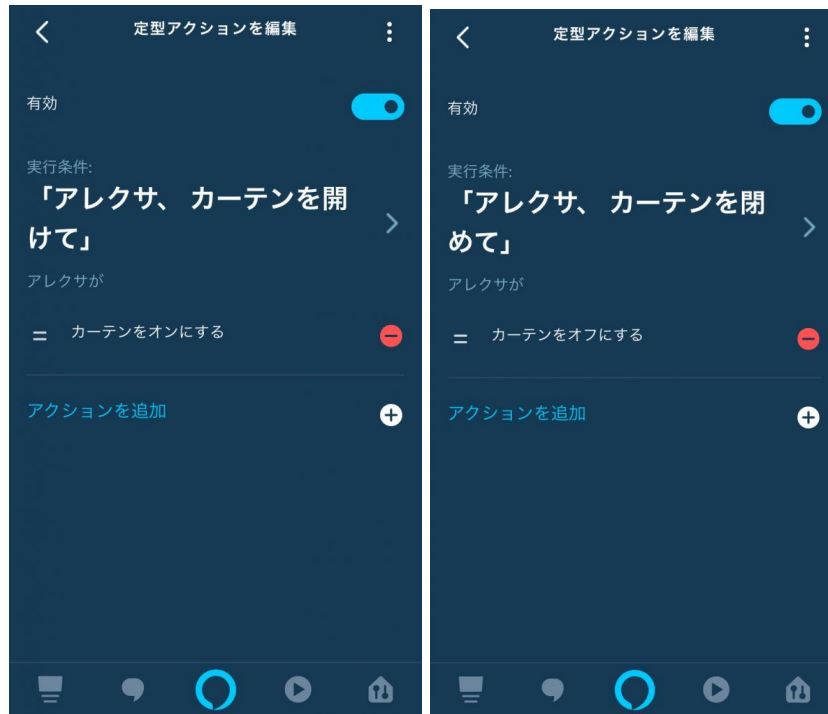 定型アクションを編集
有効
実行条件:
「アレクサ、 カーテンを開
けて」
アレクサが
カーテンをオンにする
アクションを追加
定型アクションを編集
有効
実行条件:
「アレクサ、 カーテンを閉
めて」
アレクサが
カーテンをオフにする
アクションを追加